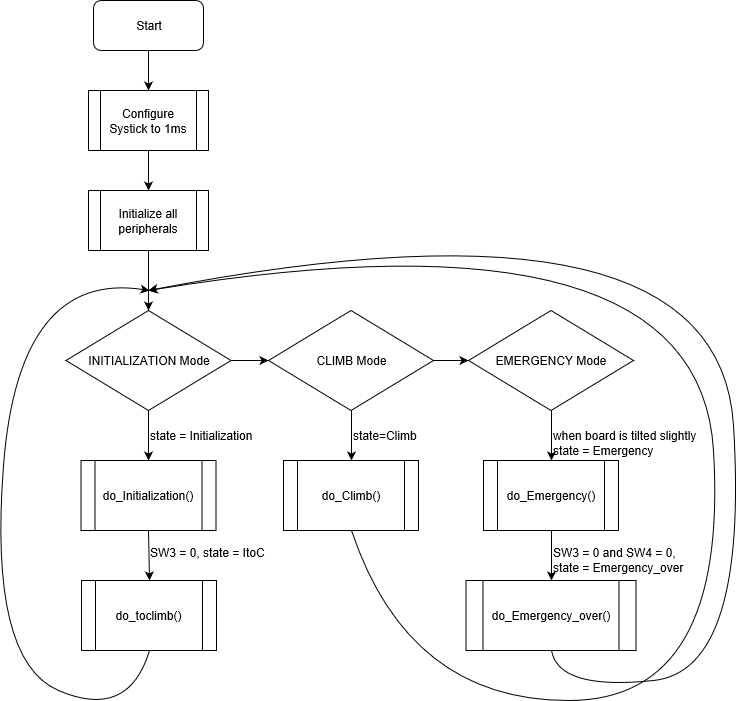 Start
Configure
Systick to 1ms
Initialize all
peripherals
INITIALIZATION Mode
CLIMB Mode
EMERGENCY Mode
state = Initialization
state=Climb
when board is tilted slightly
state = Emergency
do_Initialization()
do_Climb()
do_Emergency()
SW3 = 0, state = ItoC
SW3 = 0 and SW4 = 0,
state = Emergency_over
do_toclimb()
do_Emergency_over()